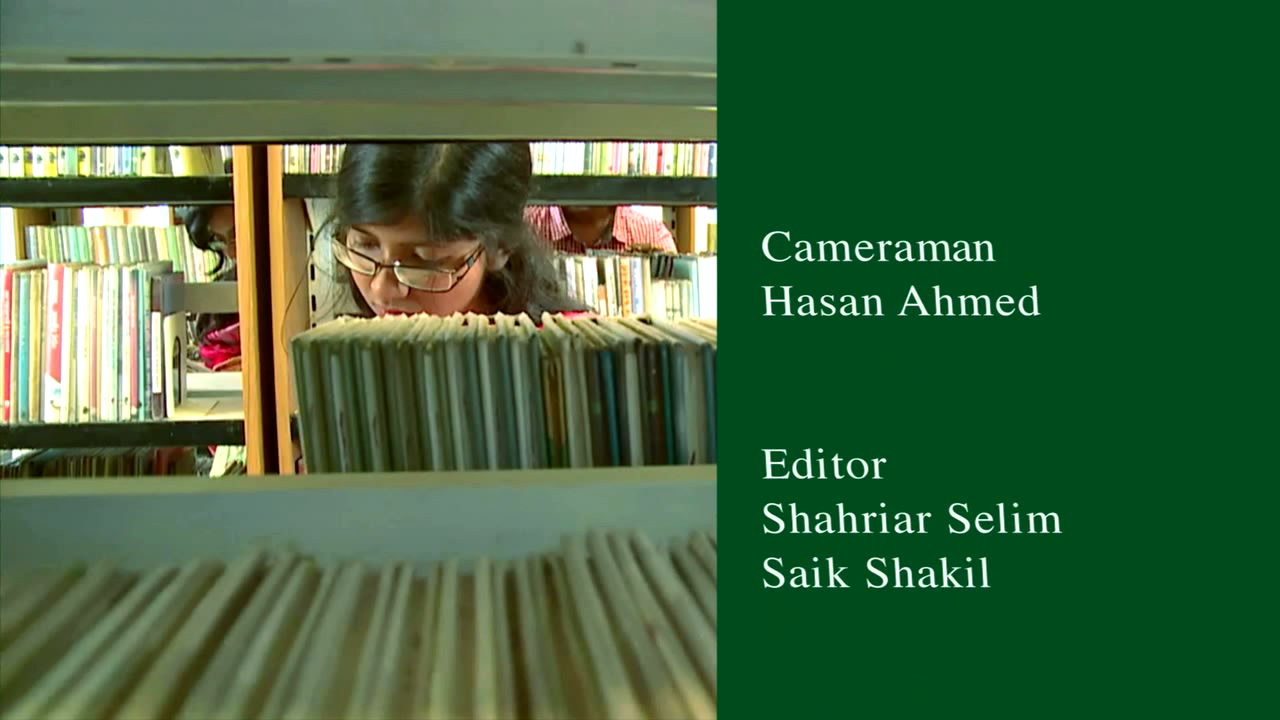 Cameraman
Hasan Ahmed
Editor
Shahriar Selim
Saik Shakil